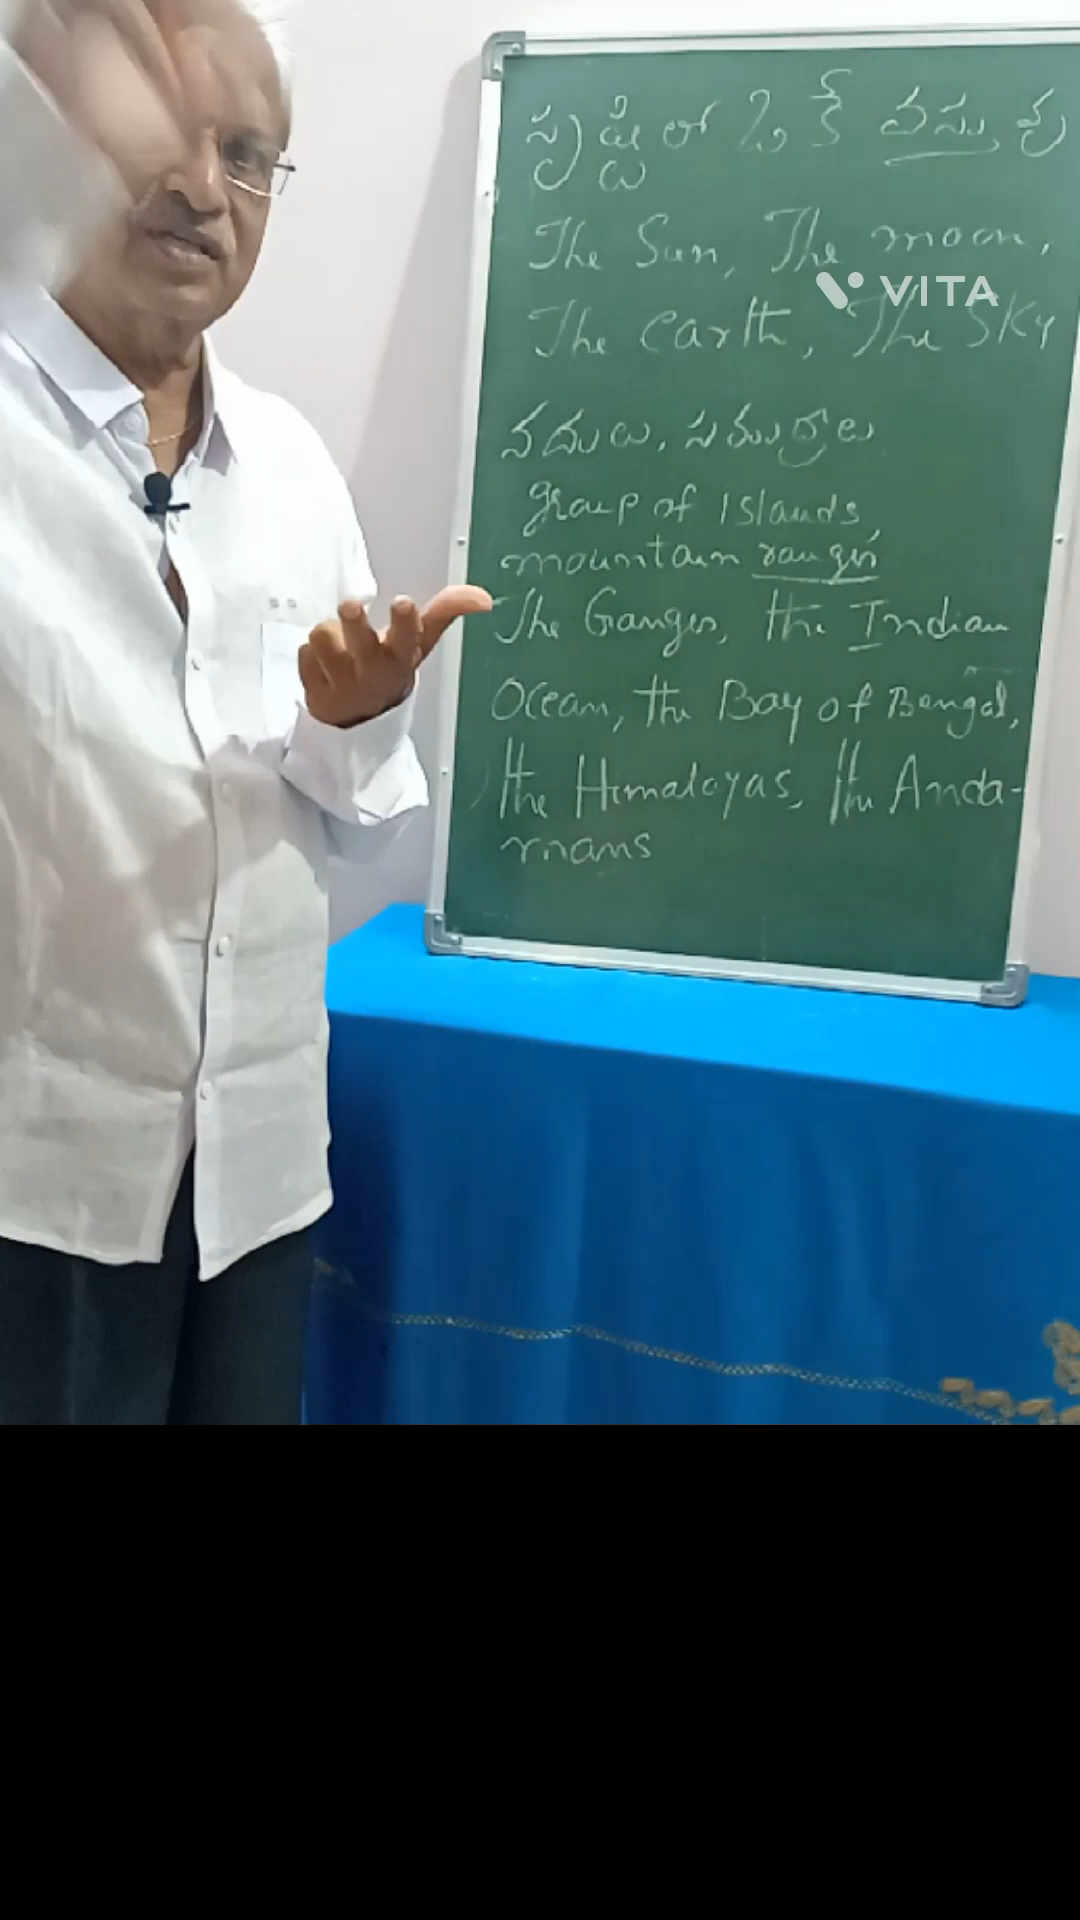 సృష్టిలో ఒకే వస్తువు
The Sun, The moon,
VITA
The earth, The Sky
నదులు, సముద్రాలు
group of Islands,
mountain ranges
The Ganges, the Indian
Ocean, the Bay of Bengal,
the Himalayas, the Anda-
mans